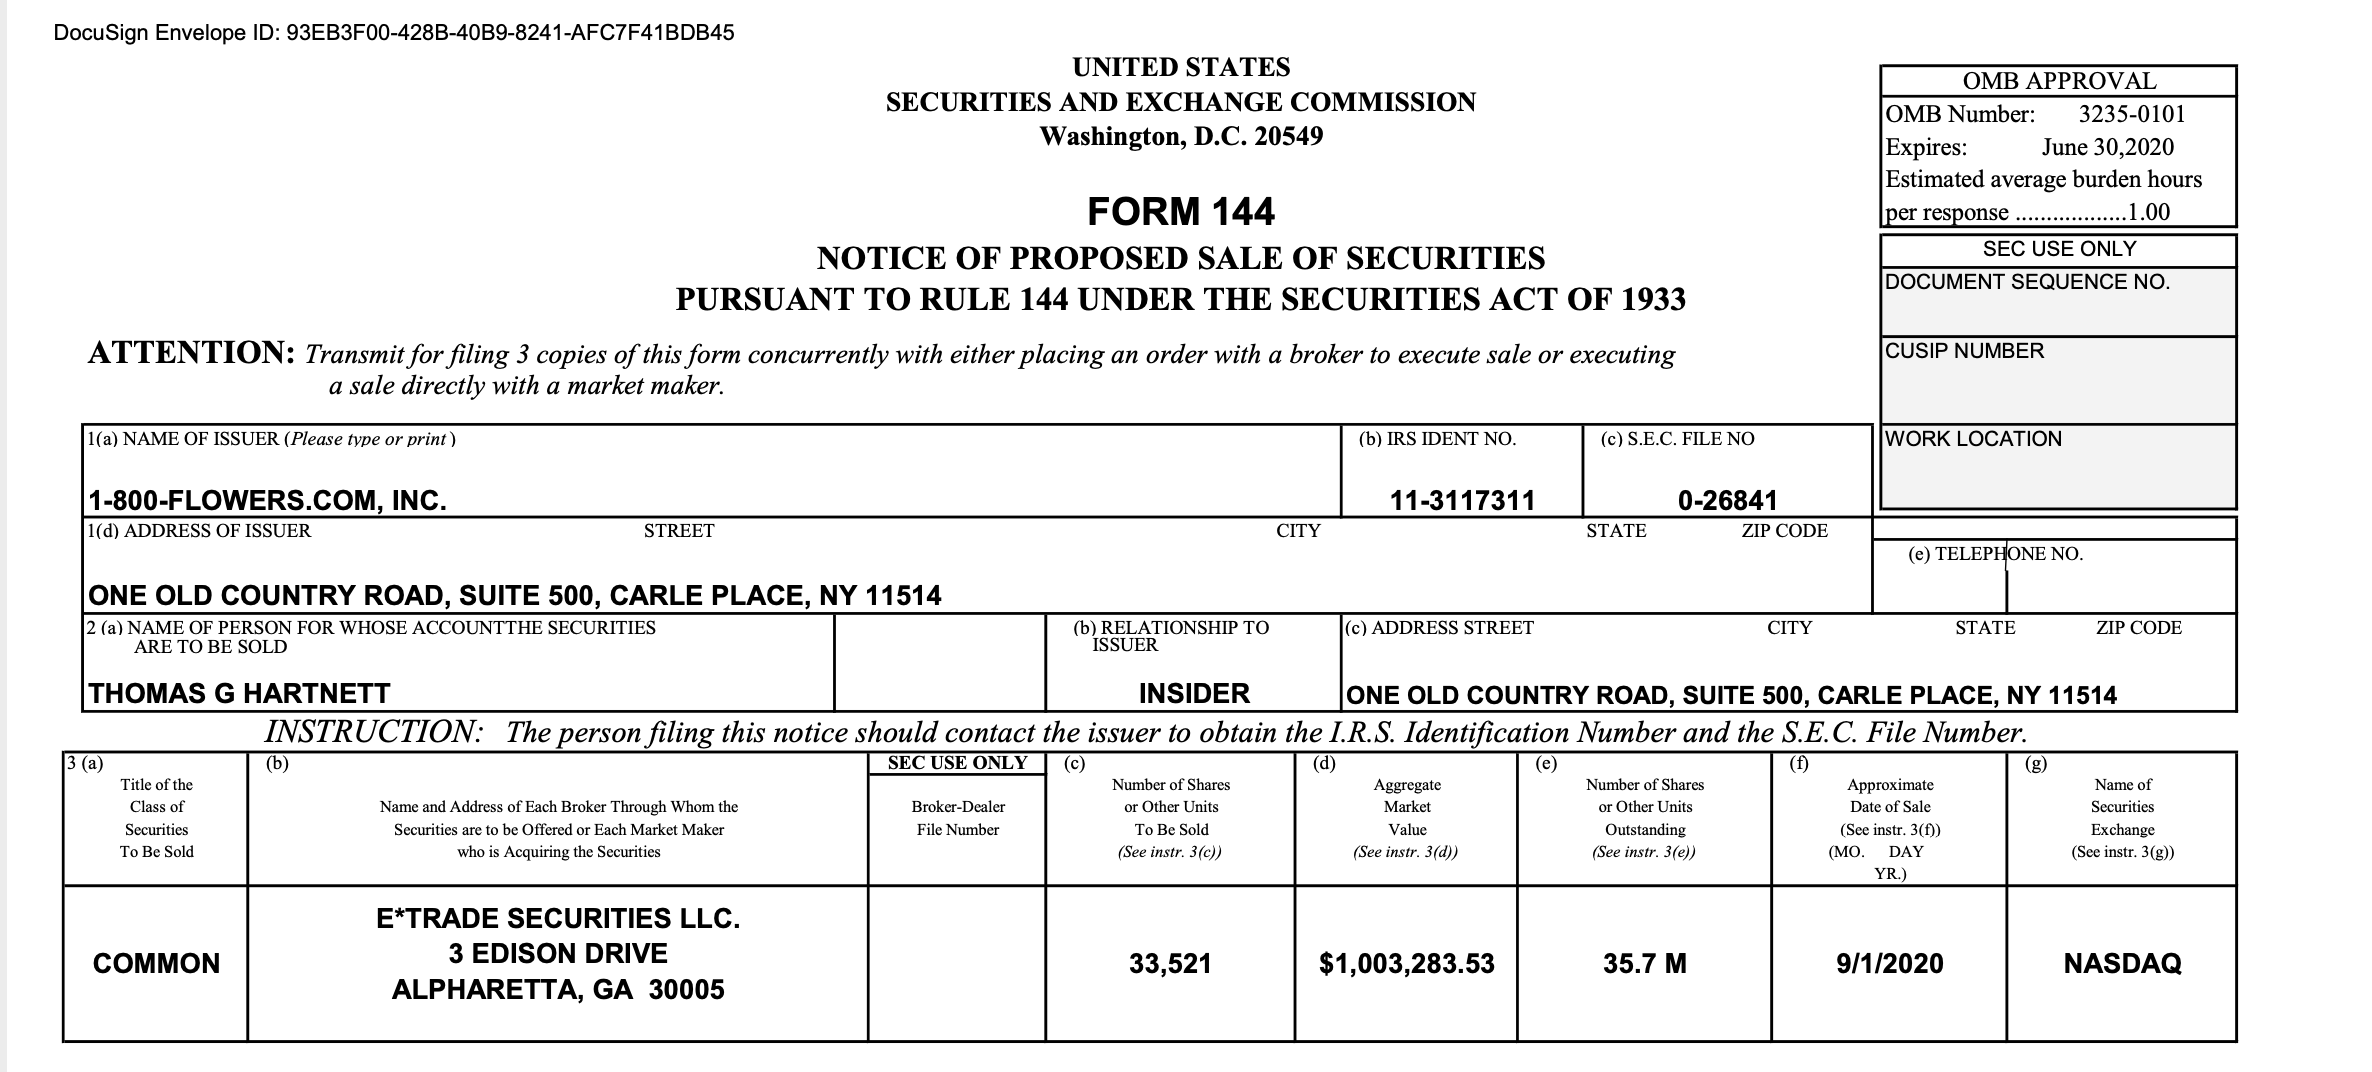 DocuSign Envelope ID: 93EB3F00-428B-40B9-8241-AFC7F41BDB45
UNITED STATES
SECURITIES AND EXCHANGE COMMISSION
Washington, D.C. 20549
FORM 144
NOTICE OF PROPOSED SALE OF SECURITIES
PURSUANT TO RULE 144 UNDER THE SECURITIES ACT OF 1933
ATTENTION: Transmit for filing 3 copies of this form concurrently with either placing an order with a broker to execute sale or executing
a sale directly with a market maker.
OMB APPROVAL
OMB Number: 3235-0101
Expires: June 30,2020
Estimated average burden hours
per response ..................1.00
SEC USE ONLY
DOCUMENT SEQUENCE NO.
CUSIP NUMBER
WORK LOCATION
1(a) NAME OF ISSUER (Please type or print )
1-800-FLOWERS.COM, INC.
(b) IRS IDENT NO.
11-3117311
(c) S.E.C. FILE NO
0-26841
1(d) ADDRESS OF ISSUER STREET CITY STATE ZIP CODE
ONE OLD COUNTRY ROAD, SUITE 500, CARLE PLACE, NY 11514
(e) TELEPHONE NO.
2 (a) NAME OF PERSON FOR WHOSE ACCOUNTTHE SECURITIES
ARE TO BE SOLD
THOMAS G HARTNETT
(b) RELATIONSHIP TO
ISSUER
INSIDER
(c) ADDRESS STREET CITY STATE ZIP CODE
ONE OLD COUNTRY ROAD, SUITE 500, CARLE PLACE, NY 11514
INSTRUCTION: The person filing this notice should contact the issuer to obtain the I.R.S. Identification Number and the S.E.C. File Number.
3 (a)
Title of the
Class of
Securities
To Be Sold
(b)
Name and Address of Each Broker Through Whom the
Securities are to be Offered or Each Market Maker
who is Acquiring the Securities
SEC USE ONLY
Broker-Dealer
File Number
(c)
Number of Shares
or Other Units
To Be Sold
(See instr. 3(c))
(d)
Aggregate
Market
Value
(See instr. 3(d))
(e)
Number of Shares
or Other Units
Outstanding
(See instr. 3(e))
(f)
Approximate
Date of Sale
(See instr. 3(f))
(MO. DAY
YR.)
(g)
Name of
Securities
Exchange
(See instr. 3(g))
COMMON
E*TRADE SECURITIES LLC.
3 EDISON DRIVE
ALPHARETTA, GA 30005
33,521
$1,003,283.53
35.7 M
9/1/2020
NASDAQ